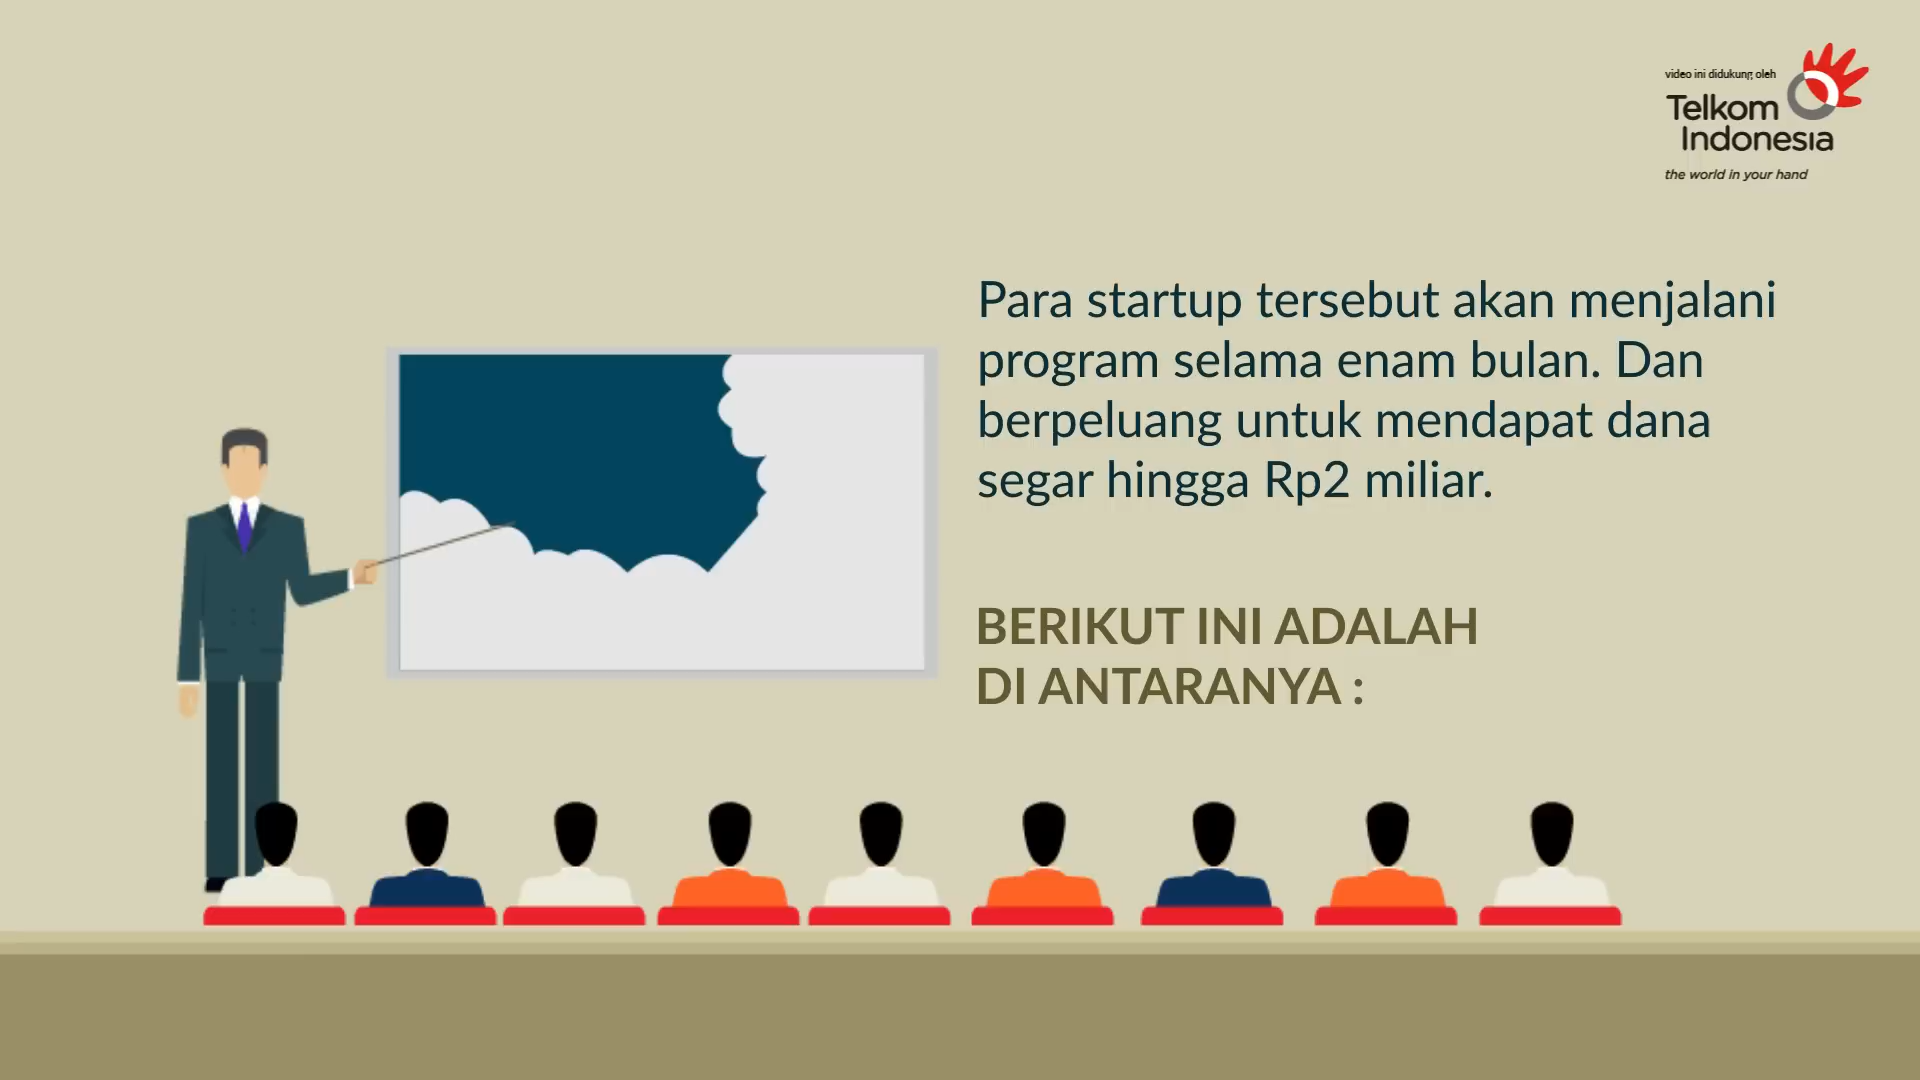 video ini didukung oleh
Telkom
Indonesia
the world in your hand
Para startup tersebut akan menjalani
program selama enam bulan. Dan
berpeluang untuk mendapat dana
segar hingga Rp2 miliar.
BERIKUT INI ADALAH
DI ANTARANYA :